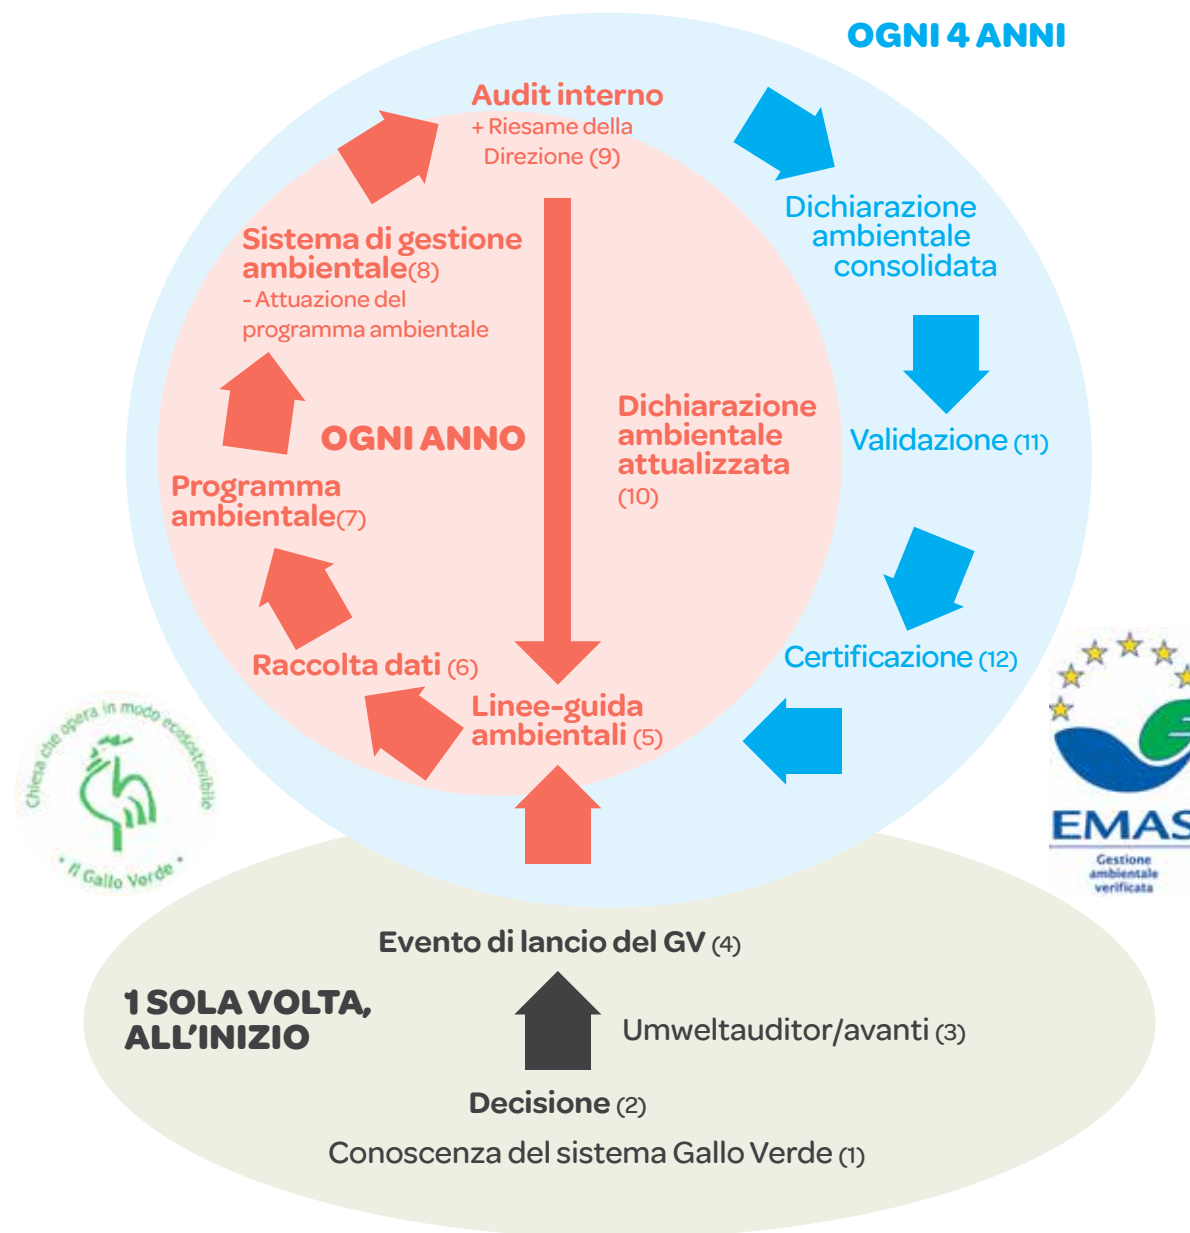 OGNI 4 ANNI
Audit interno
+ Riesame della
Direzione (9)
Dichiarazione
ambientale
consolidata
Sistema di gestione
ambientale(8)
- Attuazione del
programma ambientale
Dichiarazione
ambientale
attualizzata
(10)
OGNI ANNO
Validazione (11)
Programma
ambientale(7)
Raccolta dati (6)
Certificazione (12)
Linee-guida
ambientali (5)
Chiesa che opera in modo ecosostenibile
• Il Gallo Verde •
EMAS
Gestione
ambientale
verificata
Evento di lancio del GV (4)
1 SOLA VOLTA,
ALL'INIZIO
Umweltauditor/avanti (3)
Decisione (2)
Conoscenza del sistema Gallo Verde (1)